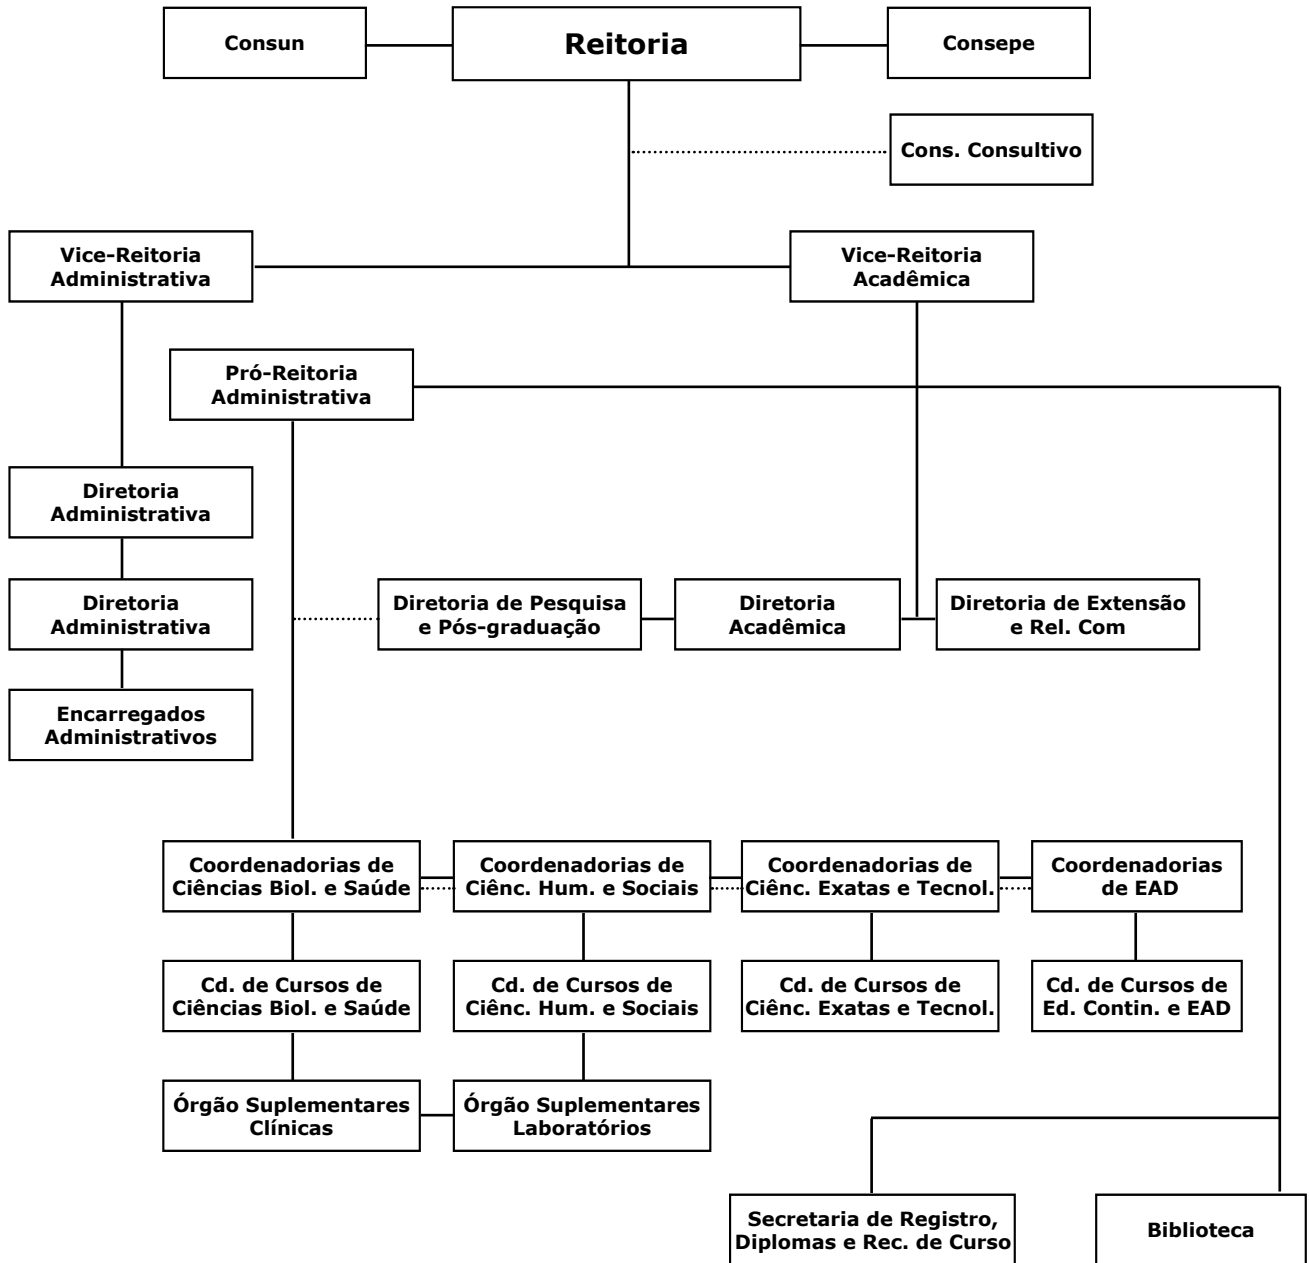 Consun
Reitoria
Consepe
Cons. Consultivo
Vice-Reitoria
Administrativa
Vice-Reitoria
Acadêmica
Pró-Reitoria
Administrativa
Diretoria
Administrativa
Diretoria
Administrativa
Diretoria de Pesquisa
e Pós-graduação
Diretoria
Acadêmica
Diretoria de Extensão
e Rel. Com
Encarregados
Administrativos
Coordenadorias de
Ciências Biol. e Saúde
Coordenadorias de
Ciênc. Hum. e Sociais
Coordenadorias de
Ciênc. Exatas e Tecnol.
Coordenadorias
de EAD
Cd. de Cursos de
Ciências Biol. e Saúde
Cd. de Cursos de
Ciênc. Hum. e Sociais
Cd. de Cursos de
Ciênc. Exatas e Tecnol.
Cd. de Cursos de
Ed. Contin. e EAD
Órgão Suplementares
Clínicas
Órgão Suplementares
Laboratórios
Secretaria de Registro,
Diplomas e Rec. de Curso
Biblioteca